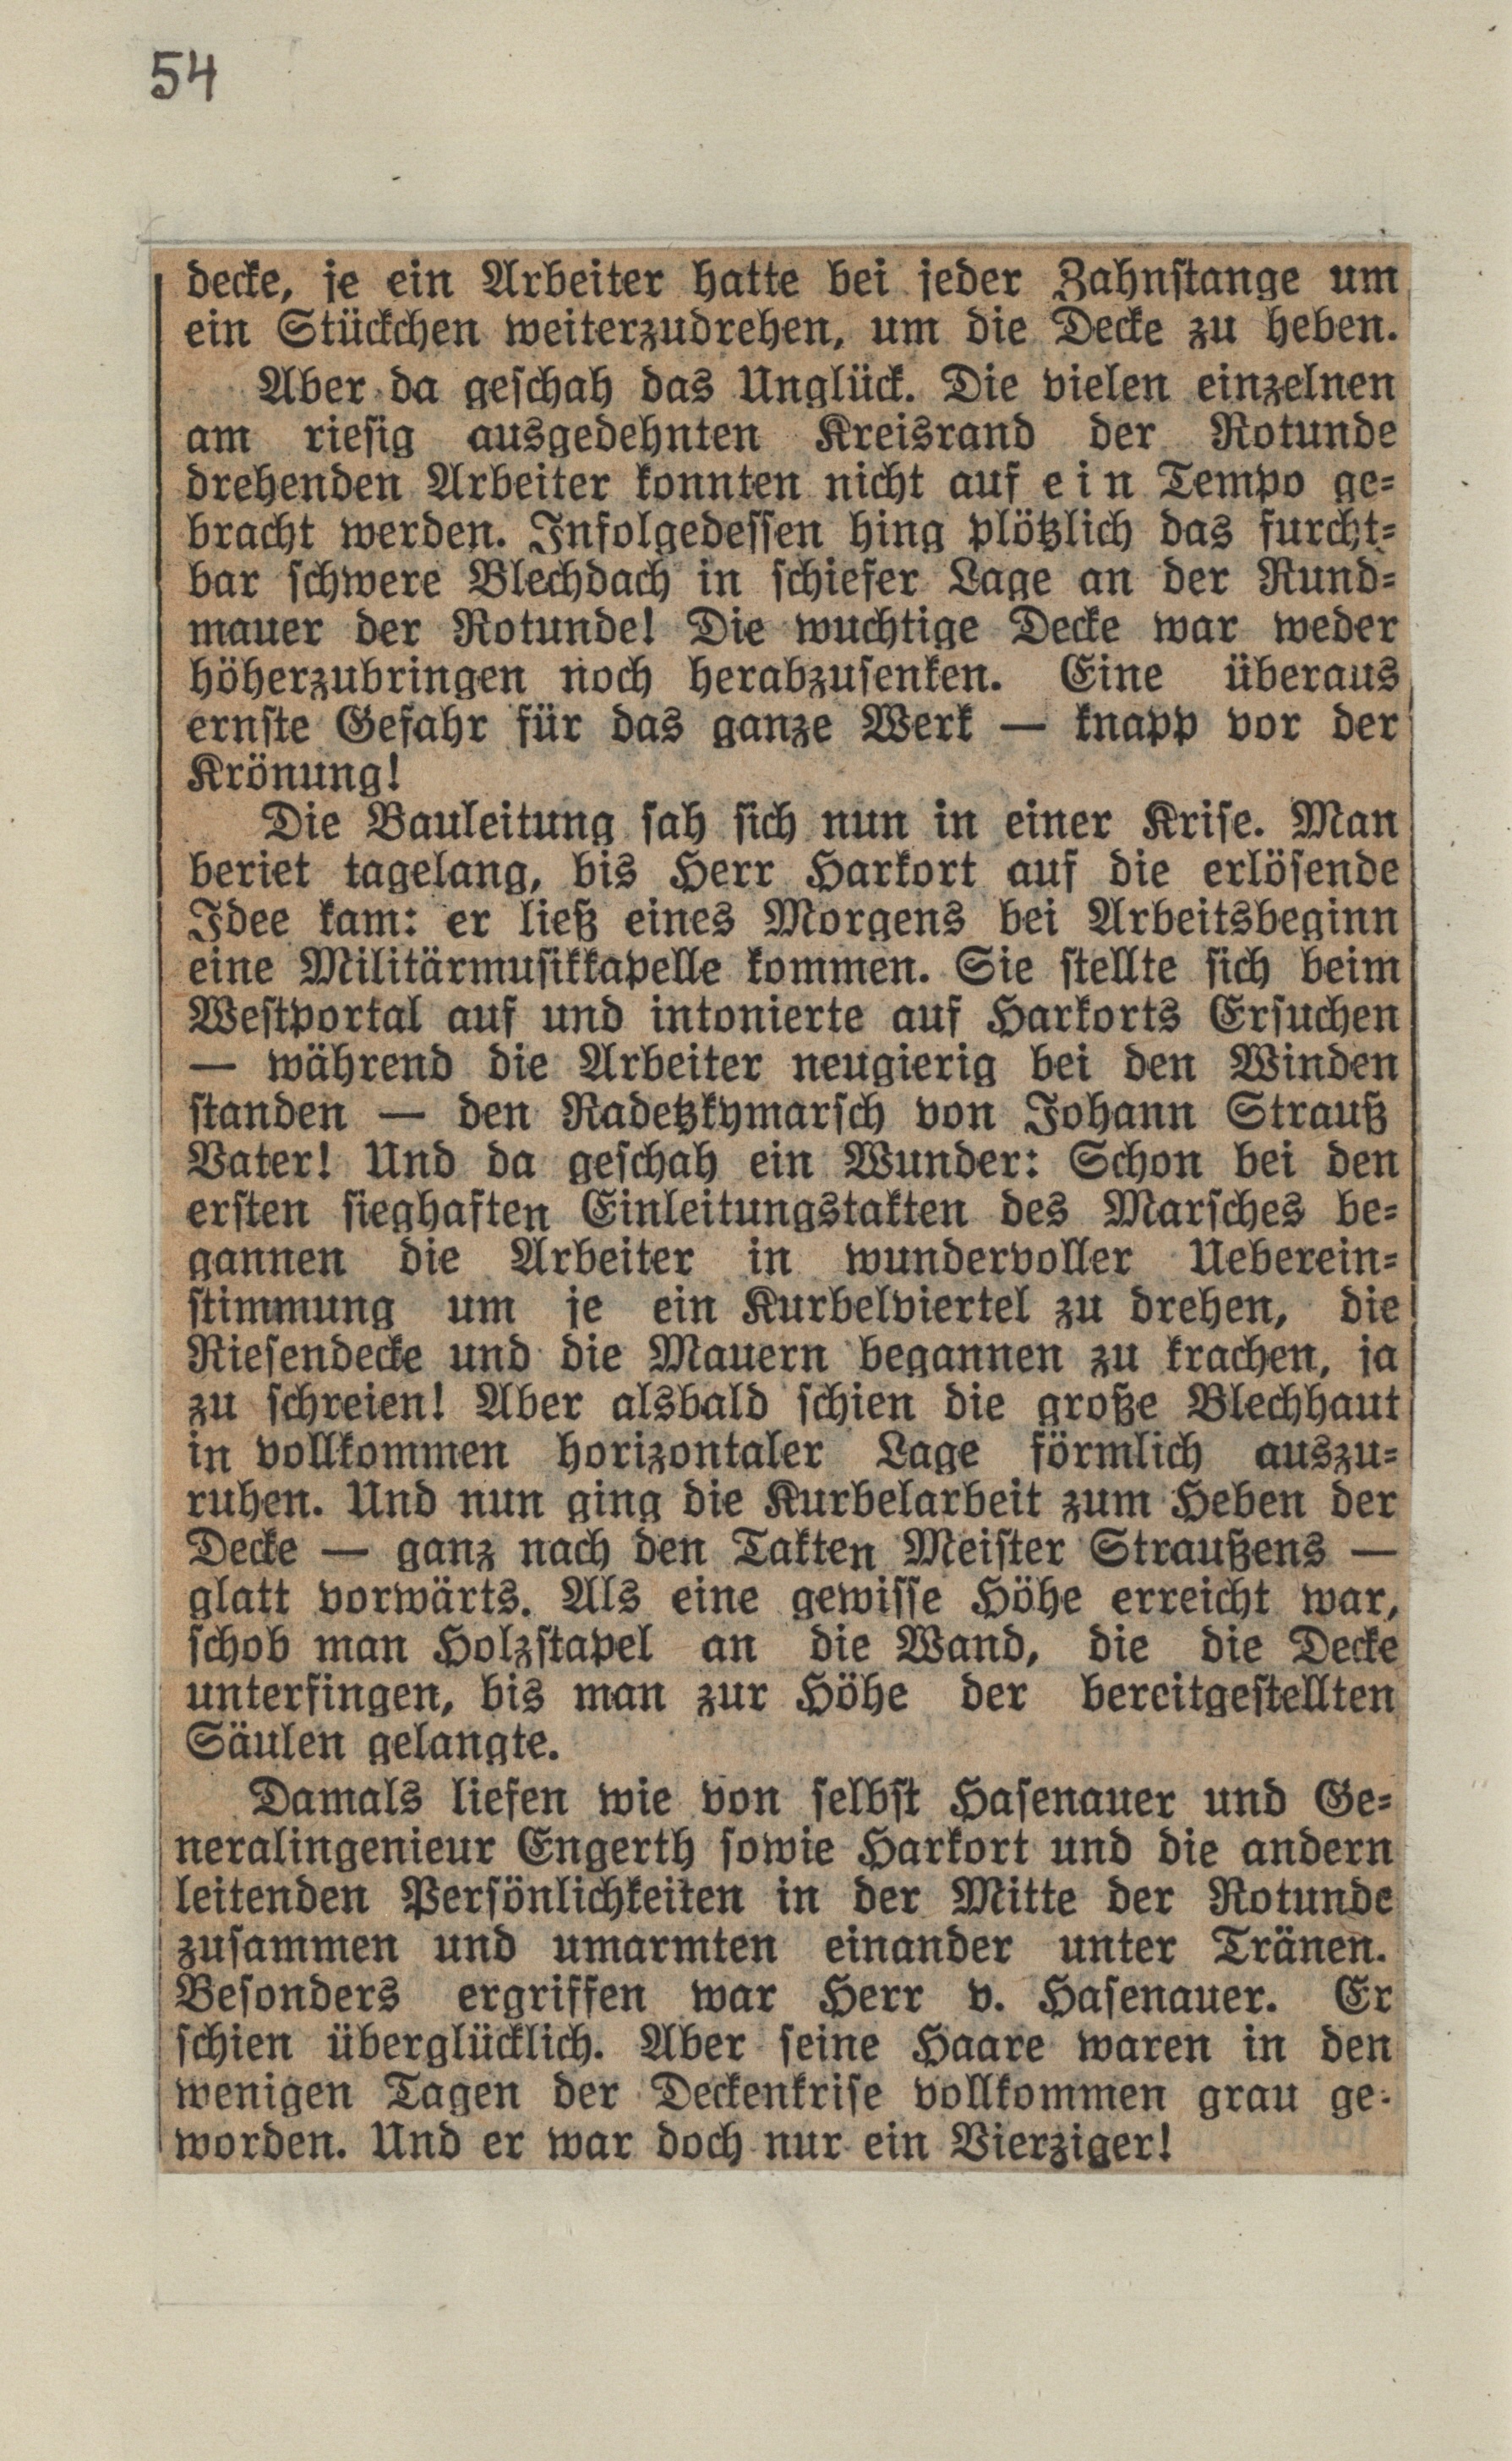 54
decke, je ein Arbeiter hatte bei jeder Zahnstange um
ein Stückchen weiterzudrehen, um die Decke zu heben.
Aber da geschah das Unglück. Die vielen einzelnen
am riesig ausgedehnten Kreisrand der Rotunde
drehenden Arbeiter konnten nicht auf ein Tempo ge-
bracht werden. Infolgedessen hing plötzlich das furcht-
bar schwere Blechdach in schiefer Lage an der Rund-
mauer der Rotunde! Die wuchtige Decke war weder
höherzubringen noch herabzusenken. Eine überaus
ernste Gefahr für das ganze Werk — knapp vor der
Krönung!
Die Bauleitung sah sich nun in einer Krise. Man
beriet tagelang, bis Herr Harkort auf die erlösende
Idee kam: er ließ eines Morgens bei Arbeitsbeginn
eine Militärmusikkapelle kommen. Sie stellte sich beim
Westportal auf und intonierte auf Harkorts Ersuchen
— während die Arbeiter neugierig bei den Winden
standen — den Radetzkymarsch von Johann Strauß
Vater! Und da geschah ein Wunder: Schon bei den
ersten sieghaften Einleitungstakten des Marsches be-
gannen die Arbeiter in wundervoller Ueberein-
stimmung um je ein Kurbelviertel zu drehen, die
Riesendecke und die Mauern begannen zu krachen, ja
zu schreien! Aber alsbald schien die große Blechhaut
in vollkommen horizontaler Lage förmlich auszu-
ruhen. Und nun ging die Kurbelarbeit zum Heben der
Decke — ganz nach den Takten Meister Straußens —
glatt vorwärts. Als eine gewisse Höhe erreicht war,
schob man Holzstapel an die Wand, die die Decke
unterfingen, bis man zur Höhe der bereitgestellten
Säulen gelangte.
Damals liefen wie von selbst Hasenauer und Ge-
neralingenieur Engerth sowie Harkort und die andern
leitenden Persönlichkeiten in der Mitte der Rotunde
zusammen und umarmten einander unter Tränen.
Besonders ergriffen war Herr v. Hasenauer. Er
schien überglücklich. Aber seine Haare waren in den
wenigen Tagen der Deckenkrise vollkommen grau ge-
worden. Und er war doch nur ein Vierziger!